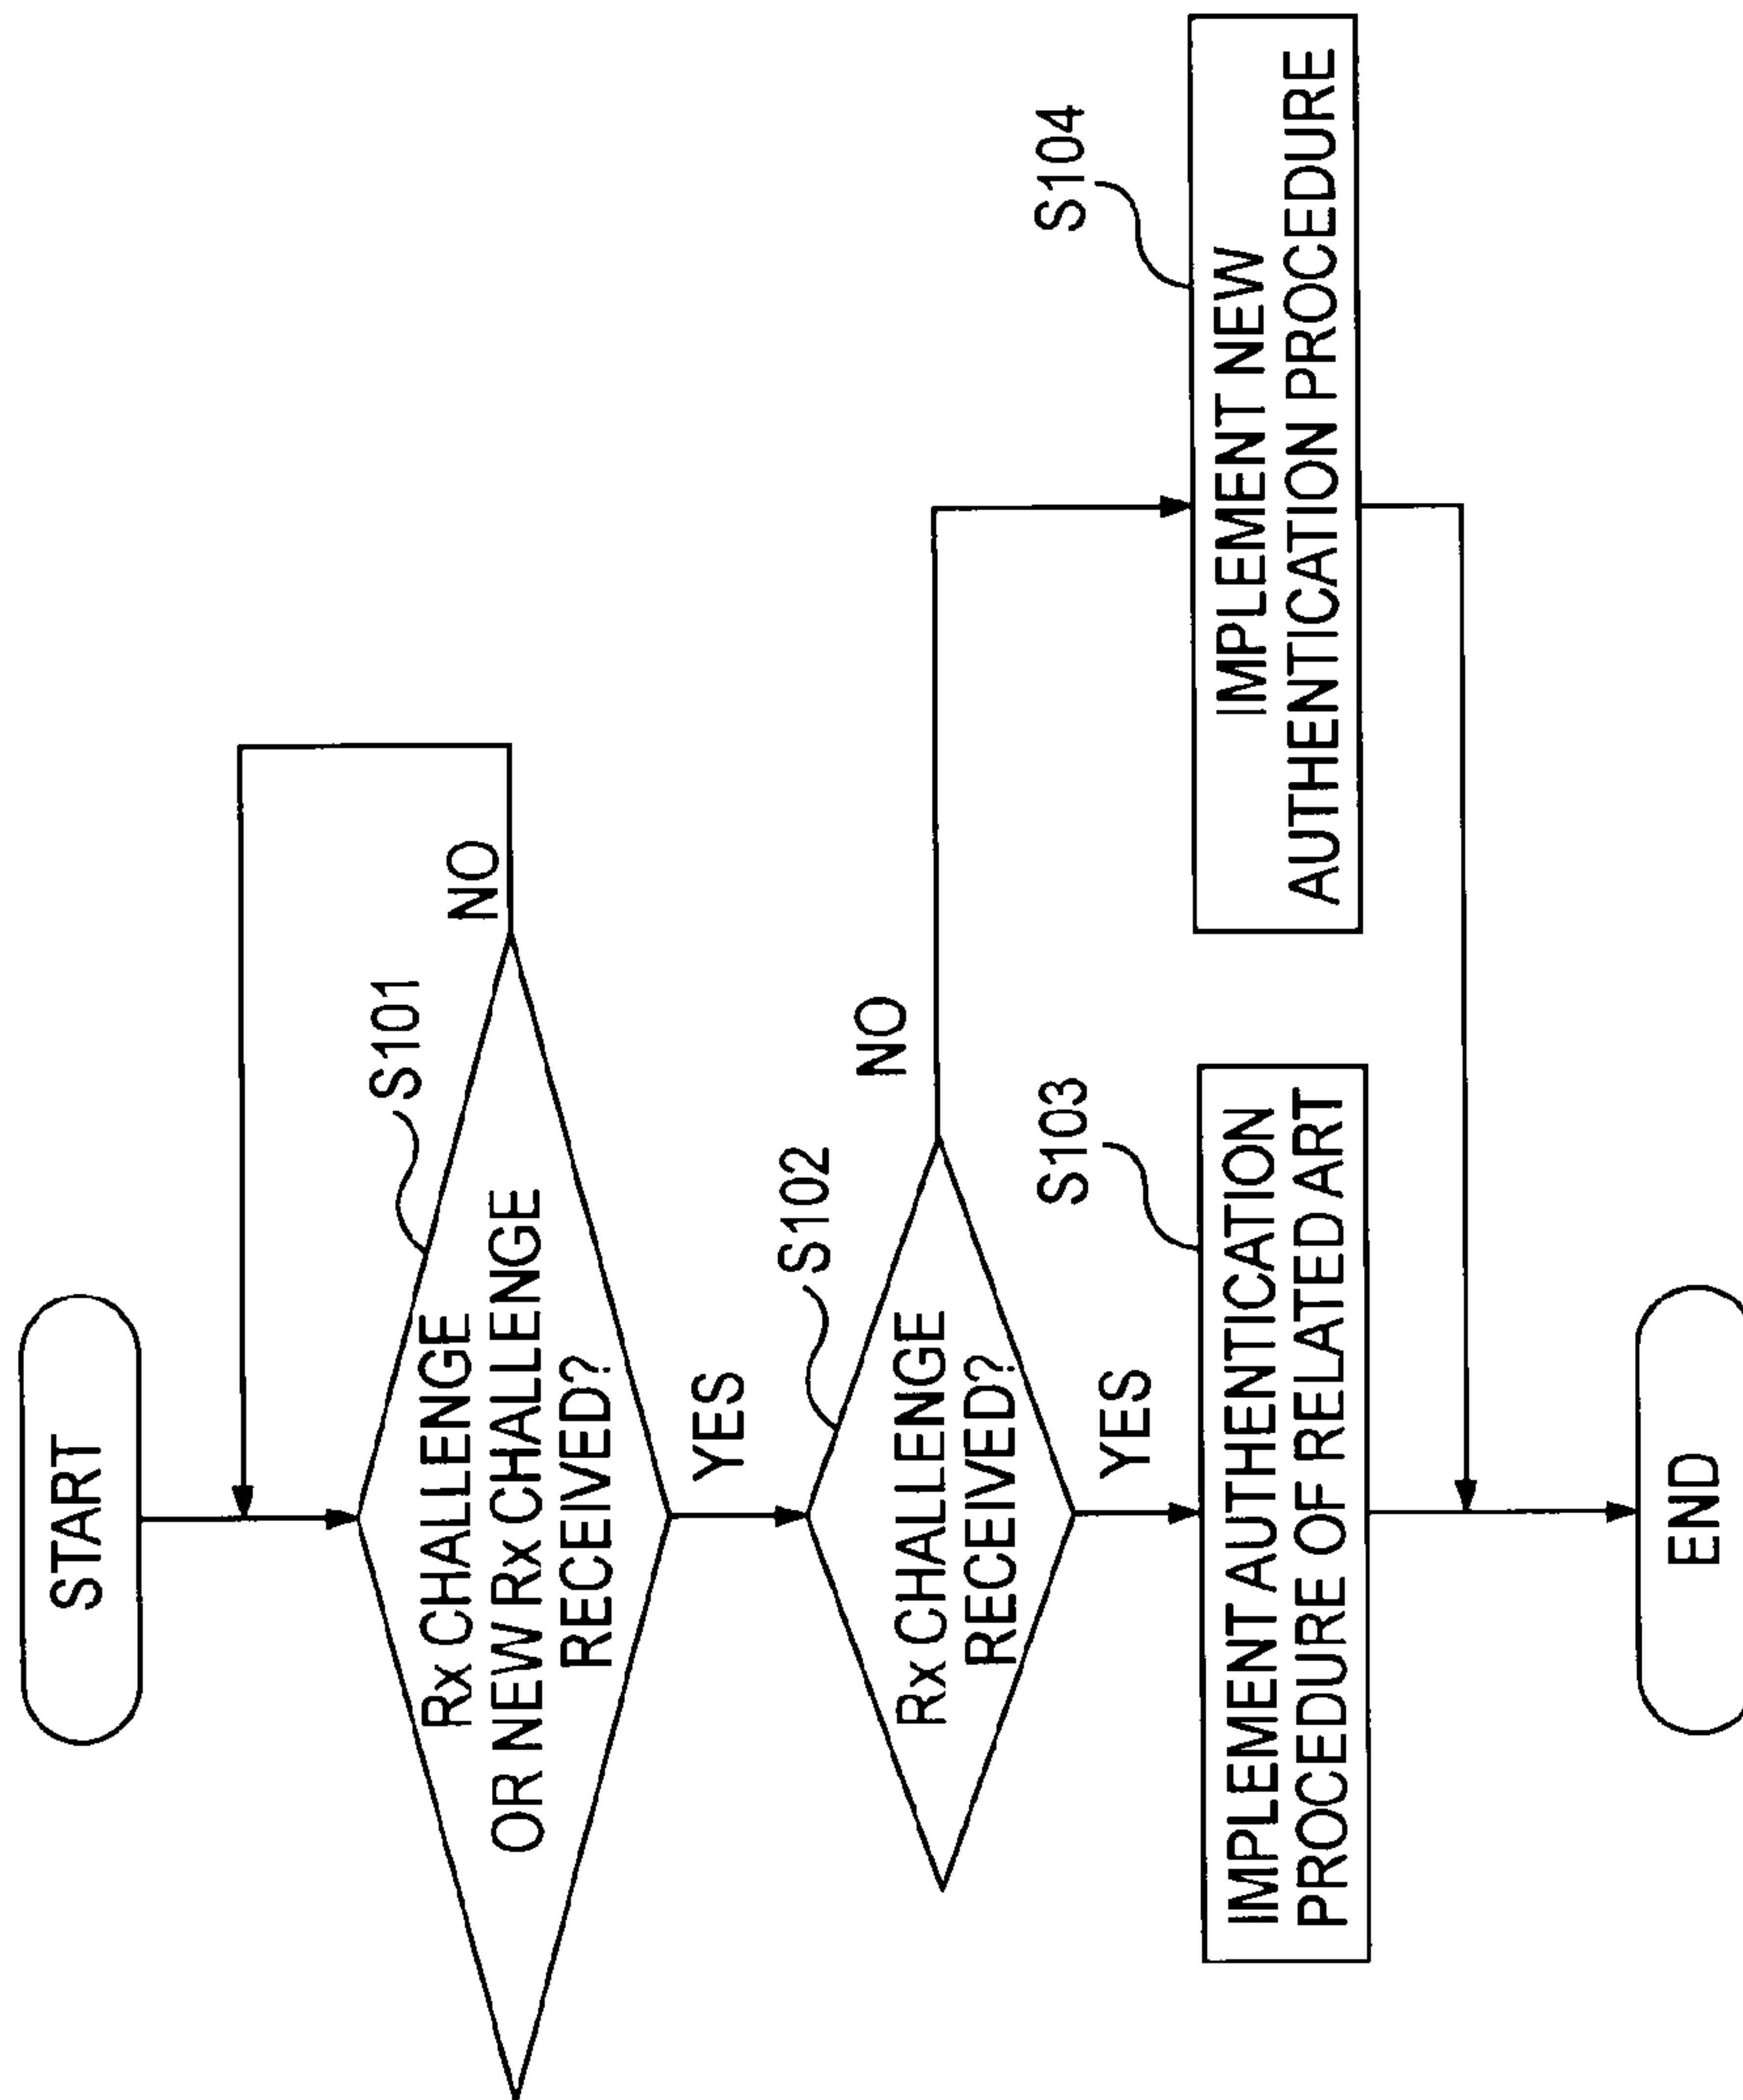 START
S101
Rx CHALLENGE
OR NEW Rx CHALLENGE
RECEIVED?
NO
YES
S102
Rx CHALLENGE
RECEIVED?
NO
YES
S103
IMPLEMENT AUTHENTICATION
PROCEDURE OF RELATED ART
S104
IMPLEMENT NEW
AUTHENTICATION PROCEDURE
END